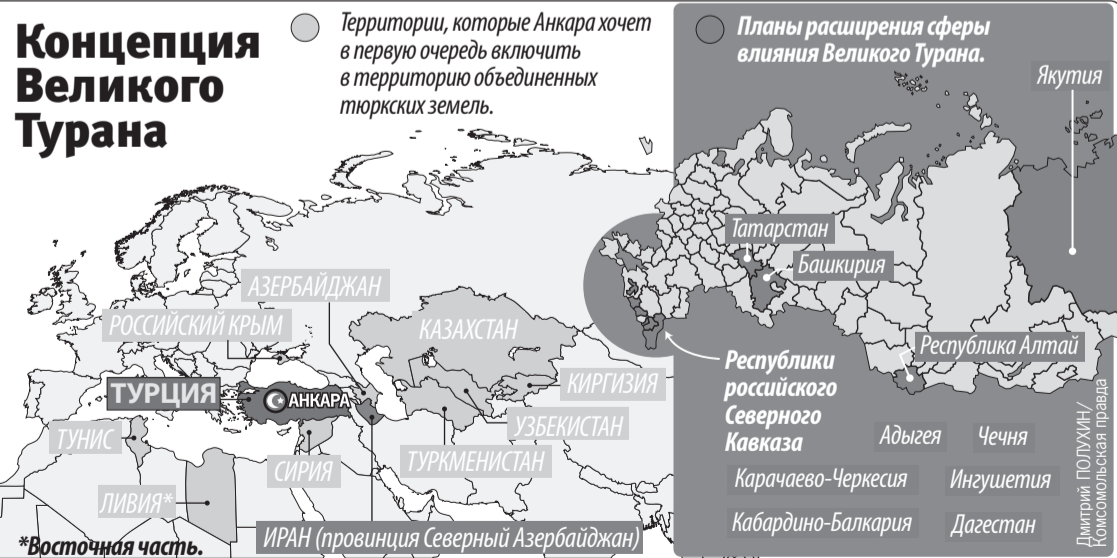 Концепция
Великого
Турана
Территории, которые Анкара хочет
в первую очередь включить
в территорию объединенных
тюркских земель.
Планы расширения сферы
влияния Великого Турана.
Якутия
Татарстан
Башкирия
АЗЕРБАЙДЖАН
РОССИЙСКИЙ КРЫМ
КАЗАХСТАН
Республика Алтай
ТУРЦИЯ
АНКАРА
КИРГИЗИЯ
УЗБЕКИСТАН
ТУНИС
СИРИЯ
ТУРКМЕНИСТАН
ЛИВИЯ*
ИРАН (провинция Северный Азербайджан)
*Восточная часть.
Республики
российского
Северного
Кавказа
Адыгея
Чечня
Карачаево-Черкесия
Ингушетия
Кабардино-Балкария
Дагестан
Дмитрий ПОЛУХИН/
Комсомольская правда